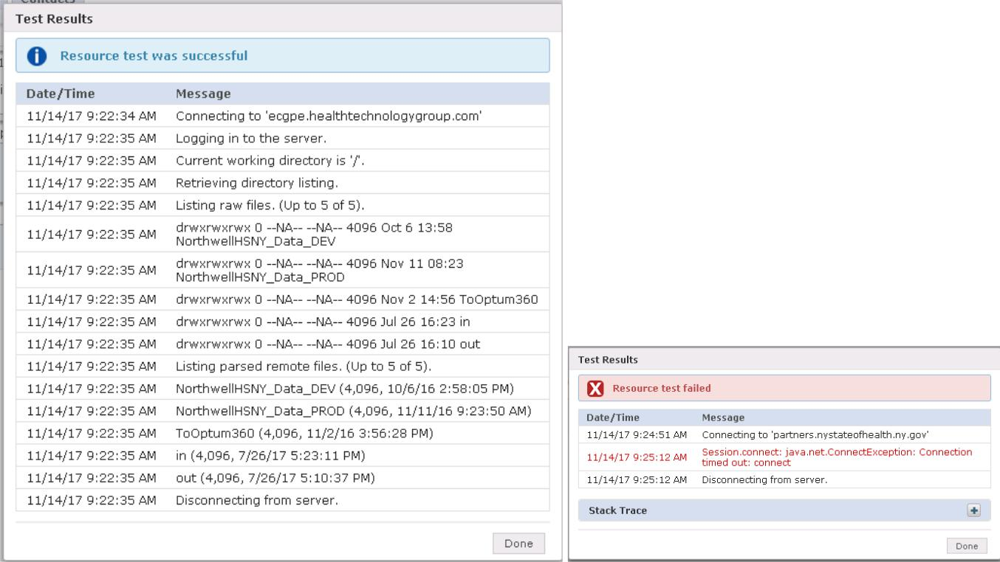 Contacts
Test Results
Resource test was successful
Date/Time Message
11/14/17 9:22:34 AM Connecting to 'ecgpe.healthtechnologygroup.com'
11/14/17 9:22:35 AM Logging in to the server.
11/14/17 9:22:35 AM Current working directory is '/'.
11/14/17 9:22:35 AM Retrieving directory listing.
11/14/17 9:22:35 AM Listing raw files. (Up to 5 of 5).
11/14/17 9:22:35 AM drwxrwxrwx 0 --NA-- --NA-- 4096 Oct 6 13:58
NorthwellHSNY_Data_DEV
11/14/17 9:22:35 AM drwxrwxrwx 0 --NA-- --NA-- 4096 Nov 11 08:23
NorthwellHSNY_Data_PROD
11/14/17 9:22:35 AM drwxrwxrwx 0 --NA-- --NA-- 4096 Nov 2 14:56 ToOptum360
11/14/17 9:22:35 AM drwxrwxrwx 0 --NA-- --NA-- 4096 Jul 26 16:23 in
11/14/17 9:22:35 AM drwxrwxrwx 0 --NA-- --NA-- 4096 Jul 26 16:10 out
11/14/17 9:22:35 AM Listing parsed remote files. (Up to 5 of 5).
11/14/17 9:22:35 AM NorthwellHSNY_Data_DEV (4,096, 10/6/16 2:58:05 PM)
11/14/17 9:22:35 AM NorthwellHSNY_Data_PROD (4,096, 11/11/16 9:23:50 AM)
11/14/17 9:22:35 AM ToOptum360 (4,096, 11/2/16 3:56:28 PM)
11/14/17 9:22:35 AM in (4,096, 7/26/17 5:23:11 PM)
11/14/17 9:22:35 AM out (4,096, 7/26/17 5:10:37 PM)
11/14/17 9:22:35 AM Disconnecting from server.
Done
Test Results
Resource test failed
Date/Time Message
11/14/17 9:24:51 AM Connecting to 'partners.nystateofhealth.ny.gov'
11/14/17 9:25:12 AM Session.connect: java.net.ConnectException: Connection
timed out: connect
11/14/17 9:25:12 AM Disconnecting from server.
Stack Trace
Done